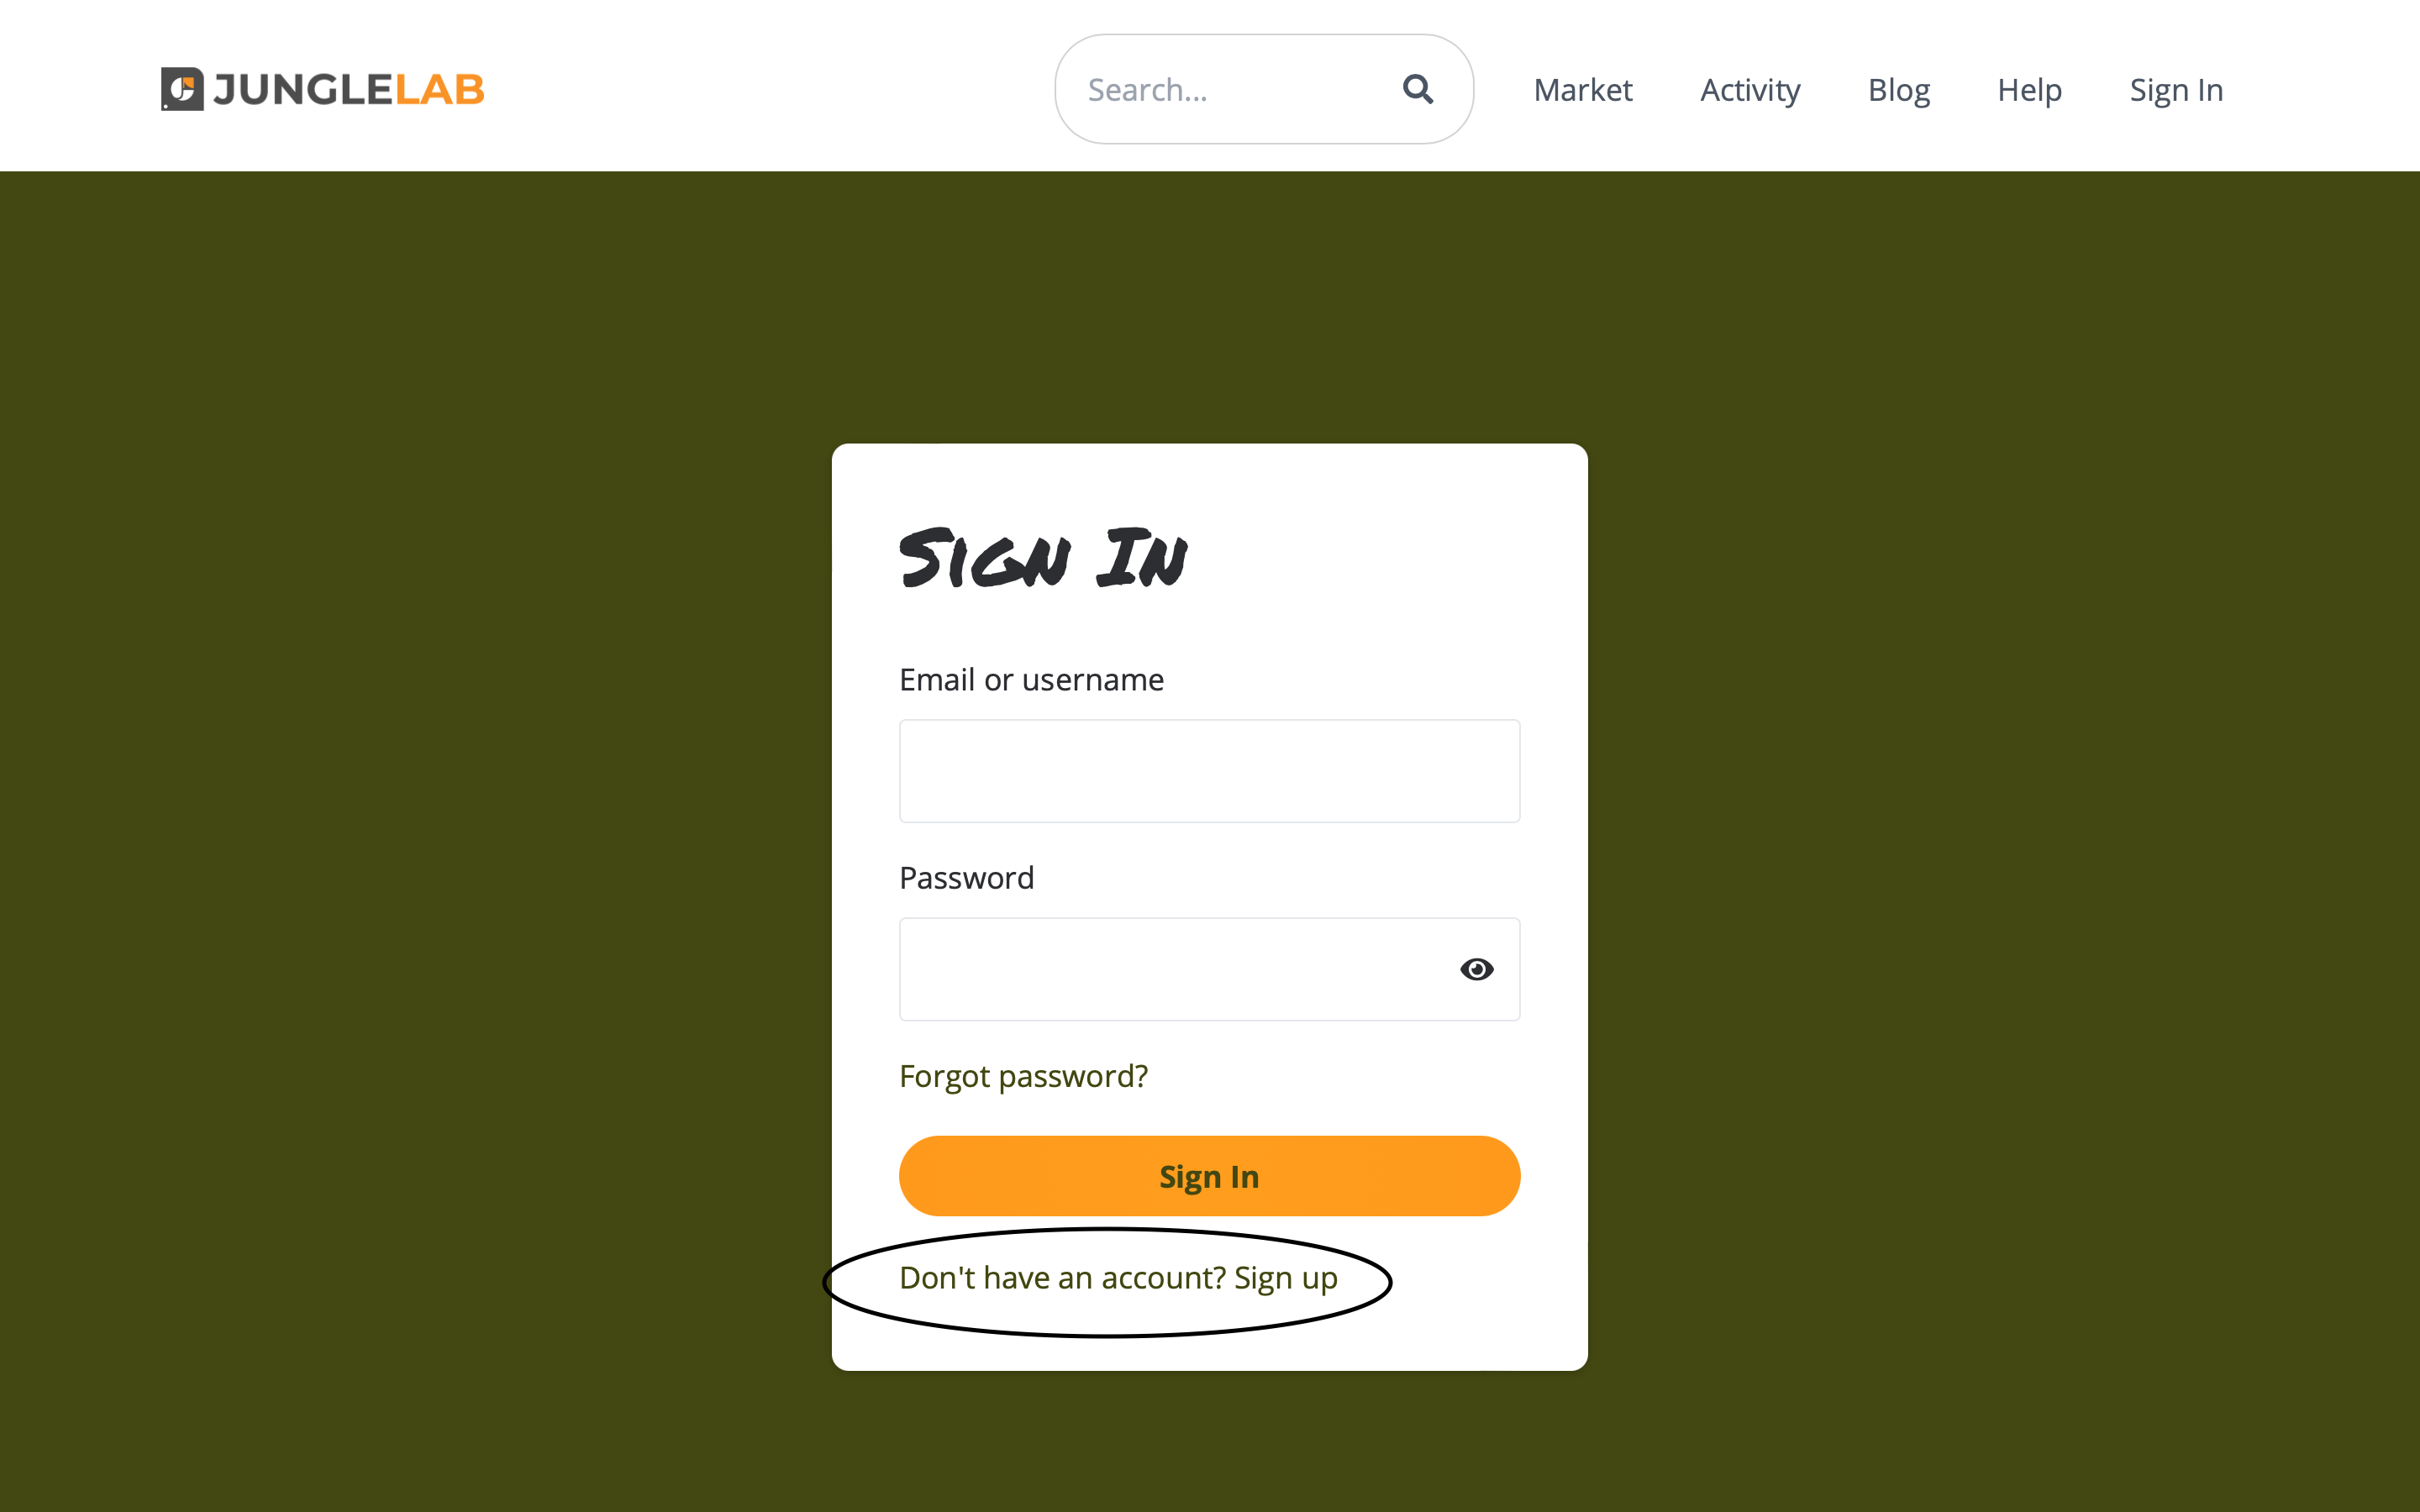 JUNGLELAB
Search... Market Activity Blog Help Sign In
Sign In
Email or username
Password
Forgot password?
Sign In
Don't have an account? Sign up